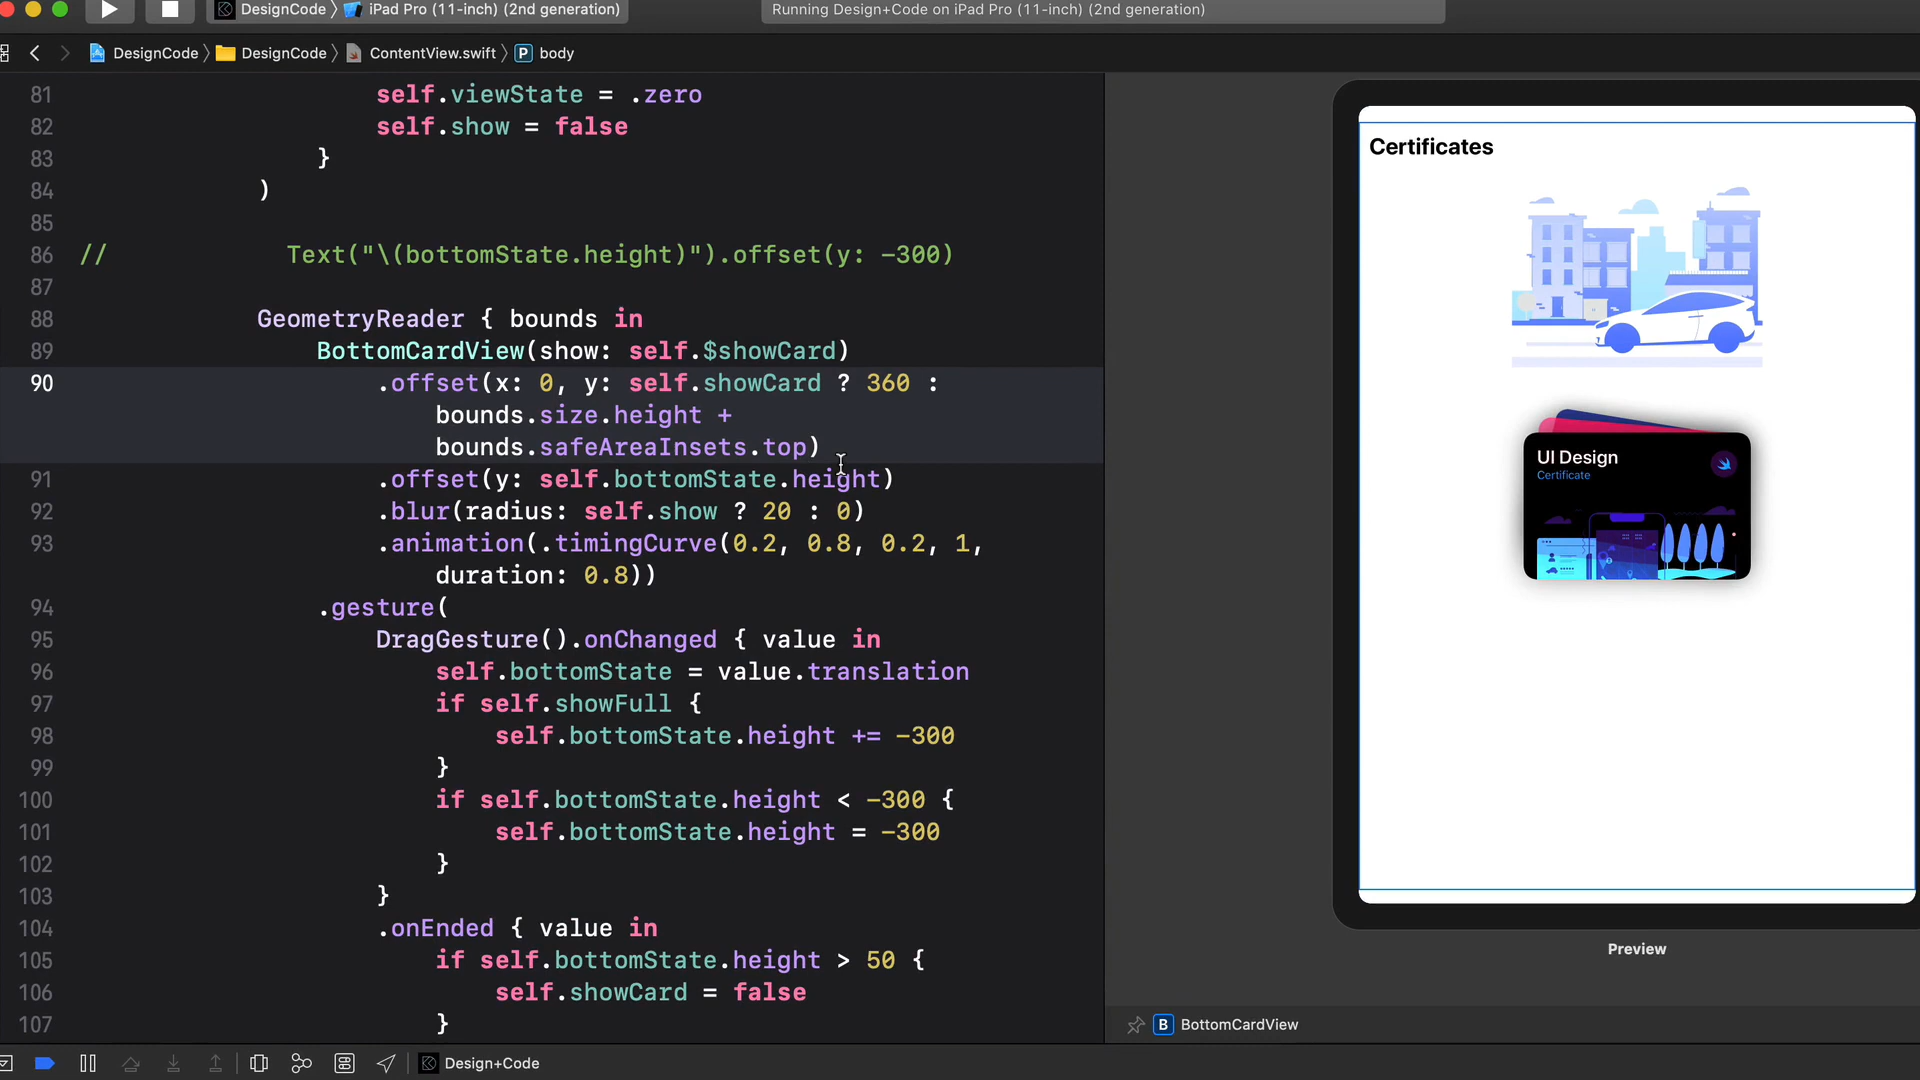 DesignCode 〉 iPad Pro (11-inch) (2nd generation)
Running Design+Code on iPad Pro (11-inch) (2nd generation)
DesignCode 〉 DesignCode 〉 ContentView.swift 〉 P body
81 self.viewState = .zero
82 self.show = false
83 }
84 )
85
86 // Text("\(bottomState.height)").offset(y: -300)
87
88 GeometryReader { bounds in
89 BottomCardView(show: self.$showCard)
90 .offset(x: 0, y: self.showCard ? 360 :
bounds.size.height +
bounds.safeAreaInsets.top)
91 .offset(y: self.bottomState.height)
92 .blur(radius: self.show ? 20 : 0)
93 .animation(.timingCurve(0.2, 0.8, 0.2, 1,
duration: 0.8))
94 .gesture(
95 DragGesture().onChanged { value in
96 self.bottomState = value.translation
97 if self.showFull {
98 self.bottomState.height += -300
99 }
100 if self.bottomState.height < -300 {
101 self.bottomState.height = -300
102 }
103 }
104 .onEnded { value in
105 if self.bottomState.height > 50 {
106 self.showCard = false
107 }
Design+Code
Certificates
UI Design
Certificate
Preview
B BottomCardView